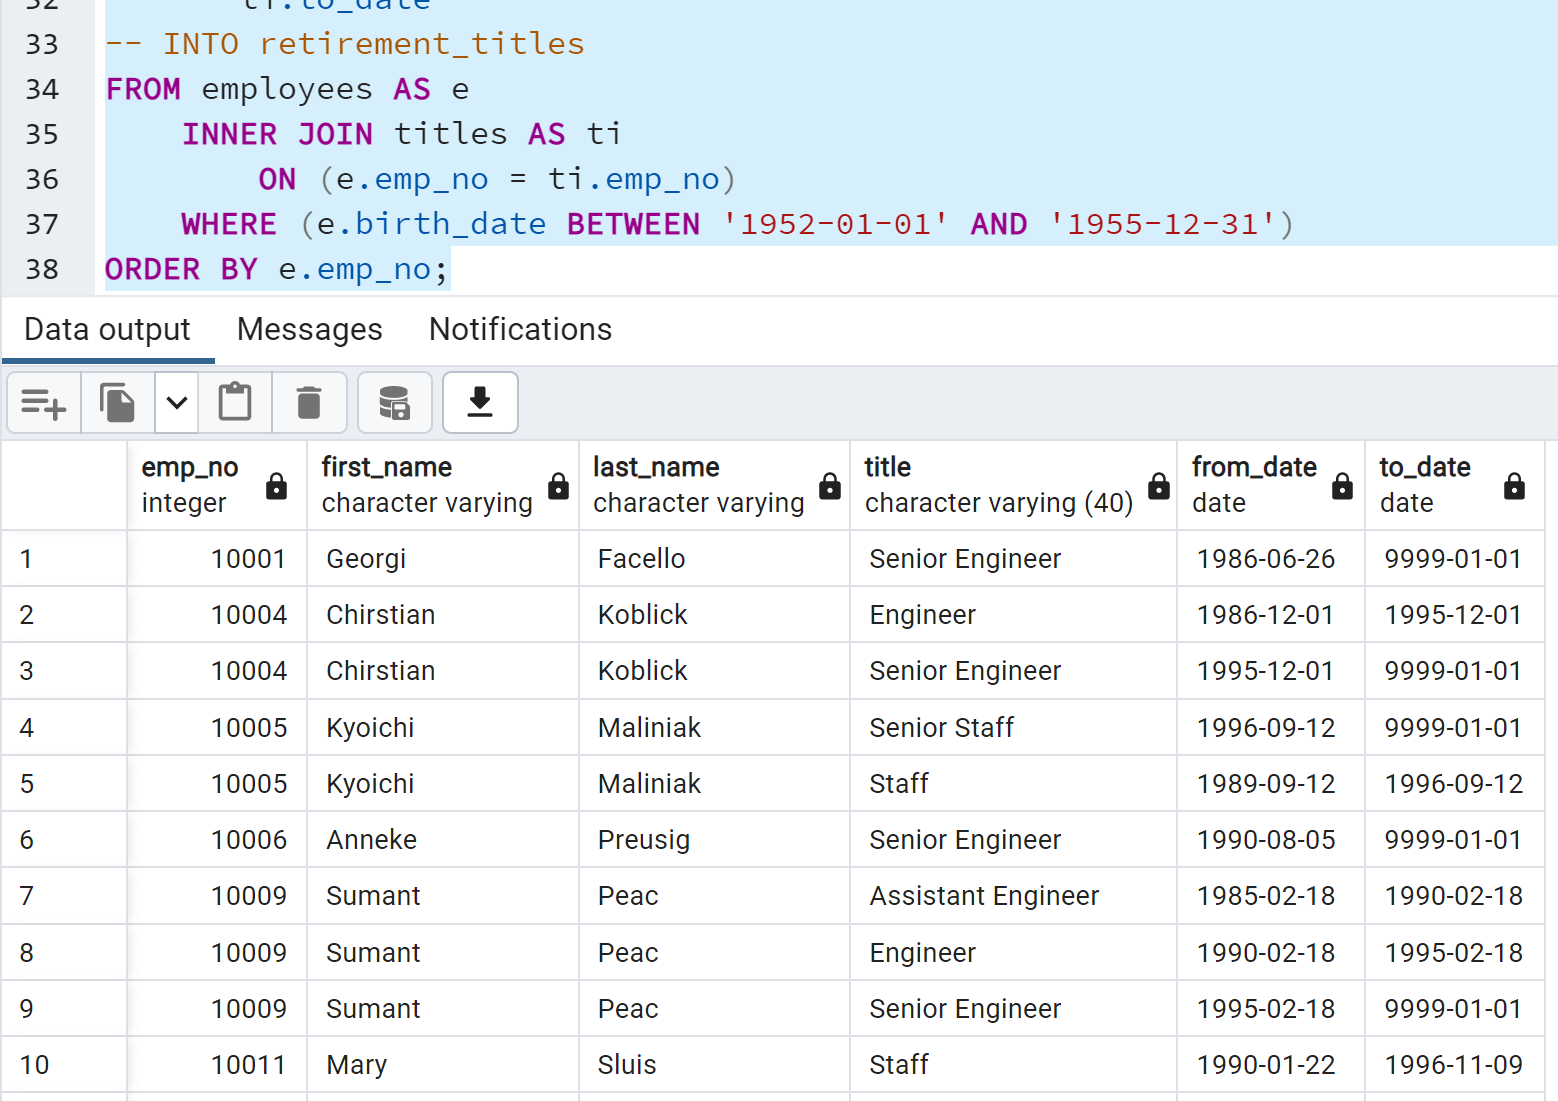 32 ti.to_date
33 -- INTO retirement_titles
34 FROM employees AS e
35 INNER JOIN titles AS ti
36 ON (e.emp_no = ti.emp_no)
37 WHERE (e.birth_date BETWEEN '1952-01-01' AND '1955-12-31')
38 ORDER BY e.emp_no;
Data output Messages Notifications
emp_no first_name last_name title from_date to_date
integer character varying character varying character varying (40) date date
1 10001 Georgi Facello Senior Engineer 1986-06-26 9999-01-01
2 10004 Chirstian Koblick Engineer 1986-12-01 1995-12-01
3 10004 Chirstian Koblick Senior Engineer 1995-12-01 9999-01-01
4 10005 Kyoichi Maliniak Senior Staff 1996-09-12 9999-01-01
5 10005 Kyoichi Maliniak Staff 1989-09-12 1996-09-12
6 10006 Anneke Preusig Senior Engineer 1990-08-05 9999-01-01
7 10009 Sumant Peac Assistant Engineer 1985-02-18 1990-02-18
8 10009 Sumant Peac Engineer 1990-02-18 1995-02-18
9 10009 Sumant Peac Senior Engineer 1995-02-18 9999-01-01
10 10011 Mary Sluis Staff 1990-01-22 1996-11-09